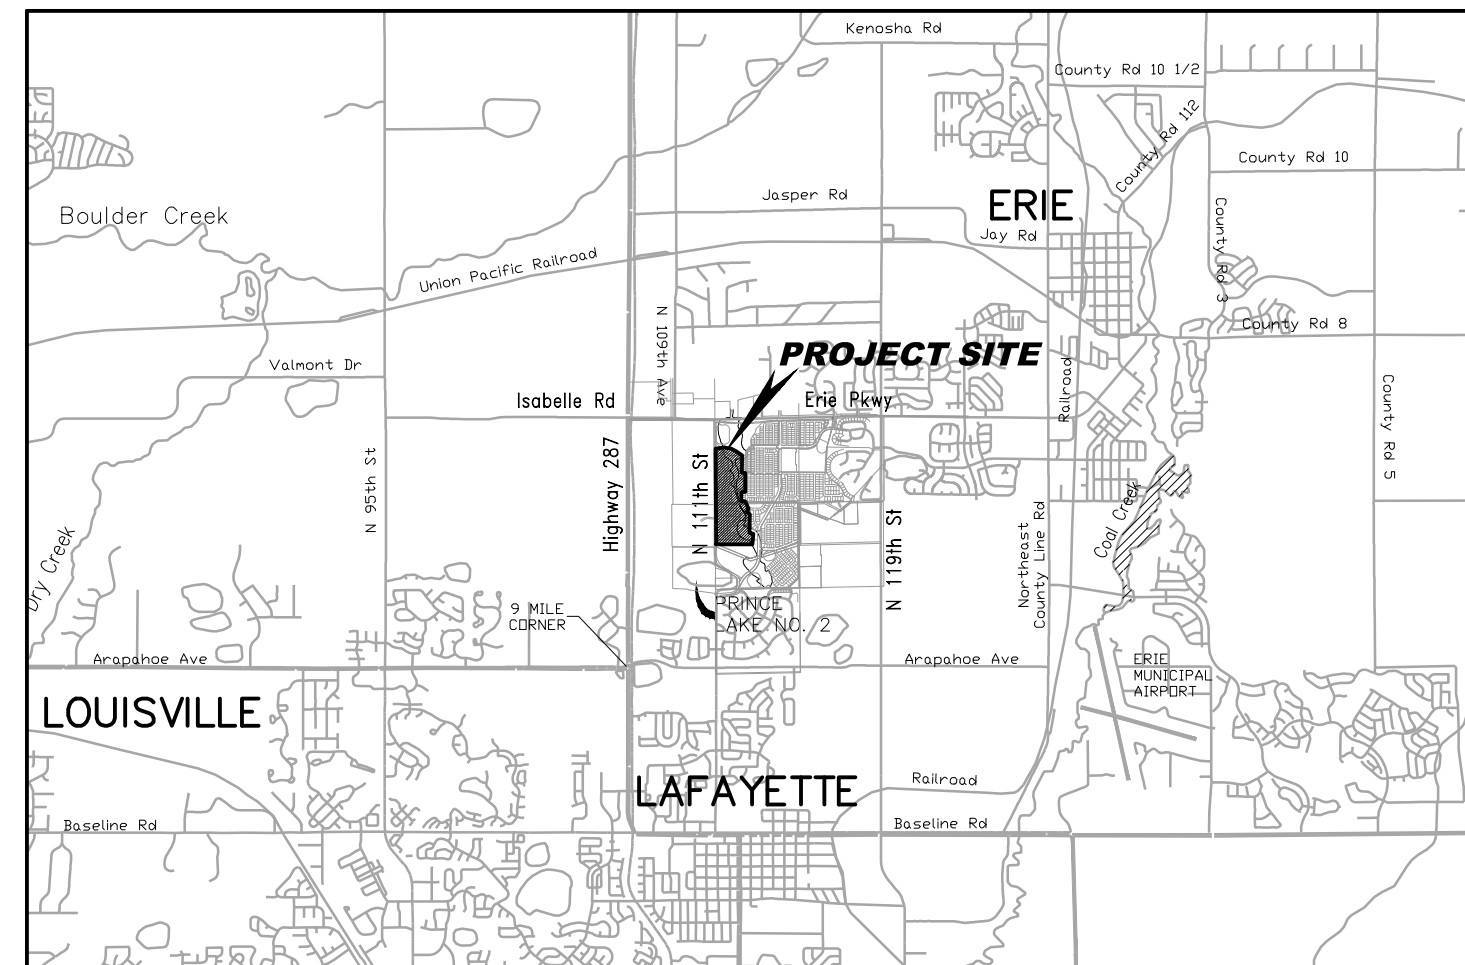 Kenosha Rd
County Rd 10 1/2
County Rd 112
County Rd 10
Jasper Rd
ERIE
Boulder Creek
Jay Rd
County Rd 3
Union Pacific Railroad
N 109th Ave
County Rd 8
PROJECT SITE
Valmont Dr
Railroad
Isabelle Rd
Erie Pkwy
County Rd 5
N 95th St
Highway 287
N 111th St
Coal Creek
N 119th St
Northeast
County Line Rd
Dry Creek
9 MILE
CORNER
PRINCE
LAKE NO. 2
Arapahoe Ave
Arapahoe Ave
ERIE
MUNICIPAL
AIRPORT
LOUISVILLE
LAFAYETTE
Railroad
Baseline Rd
Baseline Rd